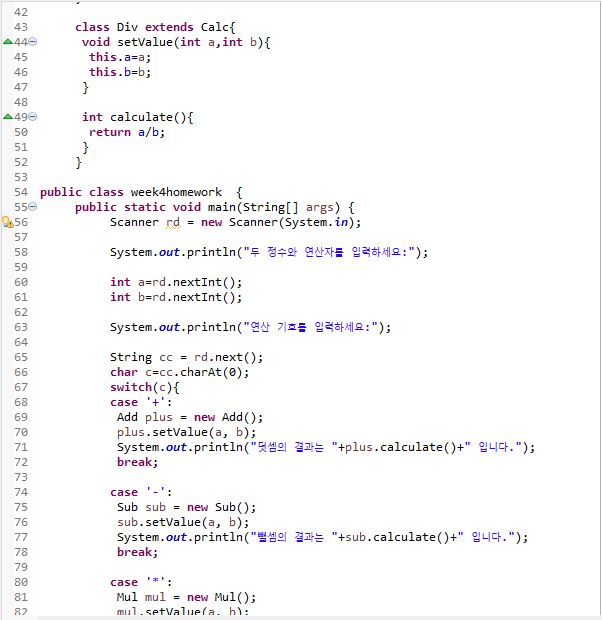 42
43 class Div extends Calc{
44 void setValue(int a,int b){
45 this.a=a;
46 this.b=b;
47 }
48
49 int calculate(){
50 return a/b;
51 }
52 }
53
54 public class week4homework {
55 public static void main(String[] args) {
56 Scanner rd = new Scanner(System.in);
57
58 System.out.println("두 정수와 연산자를 입력하세요:");
59
60 int a=rd.nextInt();
61 int b=rd.nextInt();
62
63 System.out.println("연산 기호를 입력하세요:");
64
65 String cc = rd.next();
66 char c=cc.charAt(0);
67 switch(c){
68 case '+':
69 Add plus = new Add();
70 plus.setValue(a, b);
71 System.out.println("덧셈의 결과는 "+plus.calculate()+" 입니다.");
72 break;
73
74 case '-':
75 Sub sub = new Sub();
76 sub.setValue(a, b);
77 System.out.println("뺄셈의 결과는 "+sub.calculate()+" 입니다.");
78 break;
79
80 case '*':
81 Mul mul = new Mul();
82 mul.setValue(a, b);